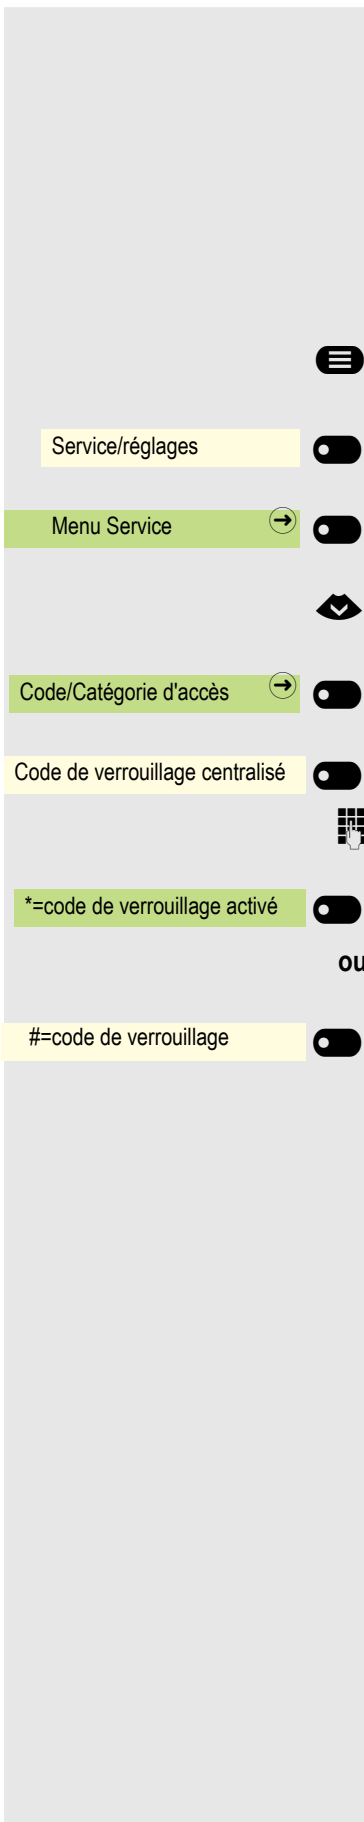 Service/réglages
Menu Service
Code/Catégorie d'accès
Code de verrouillage centralisé
*=code de verrouillage activé
ou
#=code de verrouillage